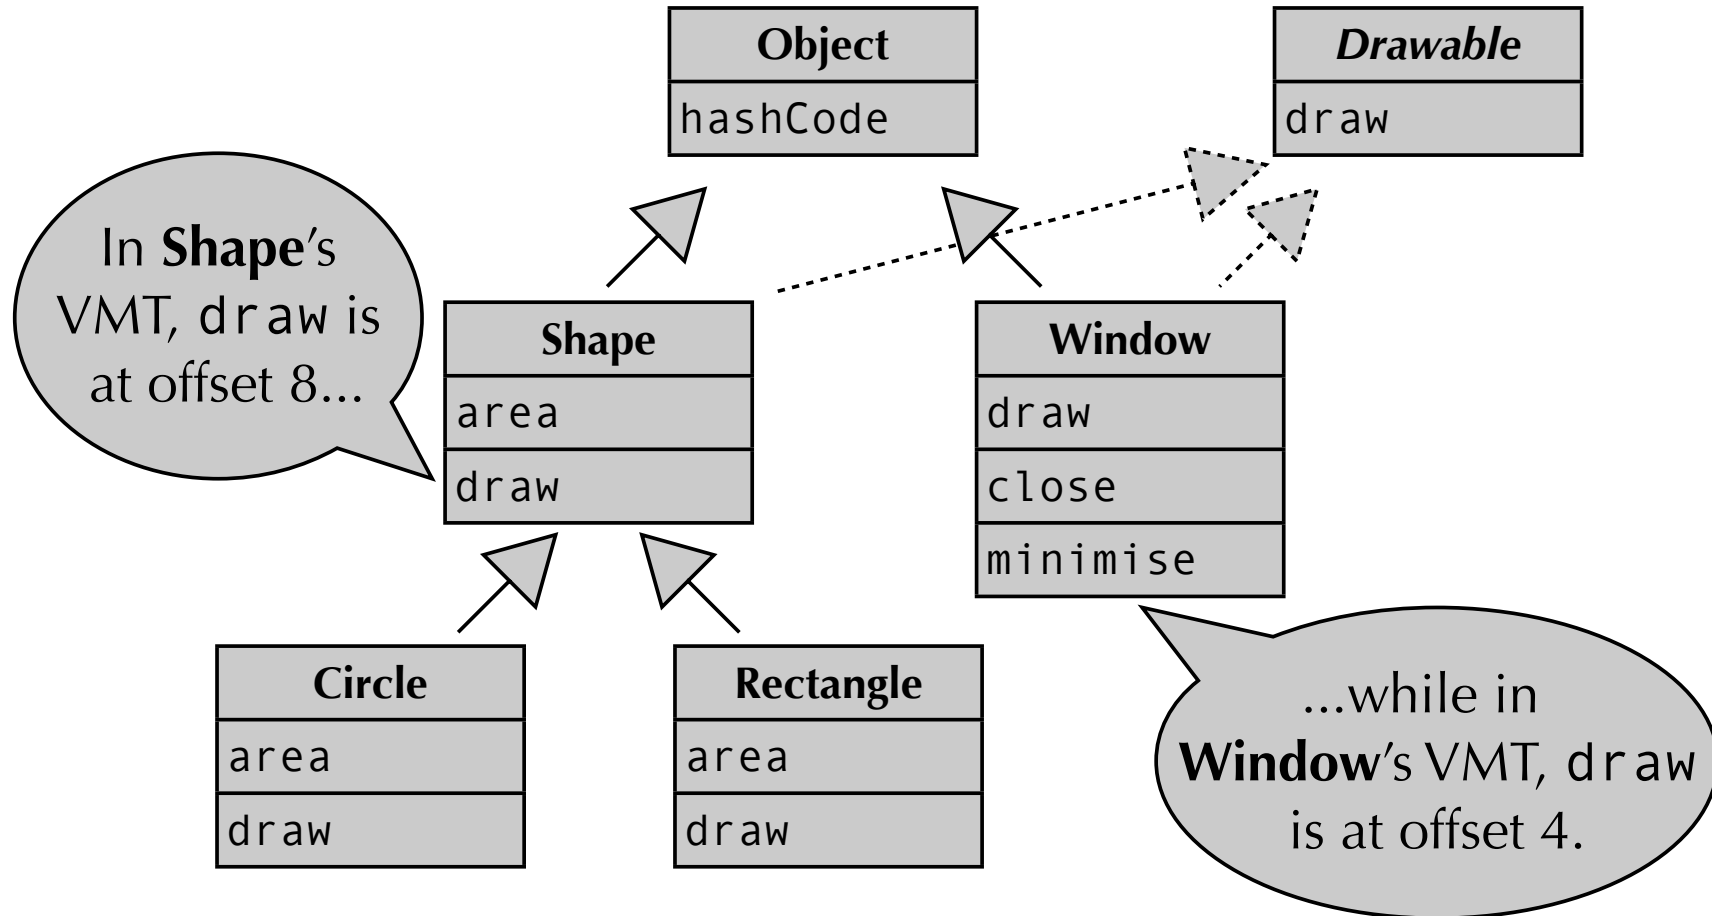 Object
hashCode
Drawable
draw
In Shape's
VMT, draw is
at offset 8...
Shape
area
draw
Window
draw
close
minimise
Circle
area
draw
Rectangle
area
draw
...while in
Window's VMT, draw
is at offset 4.